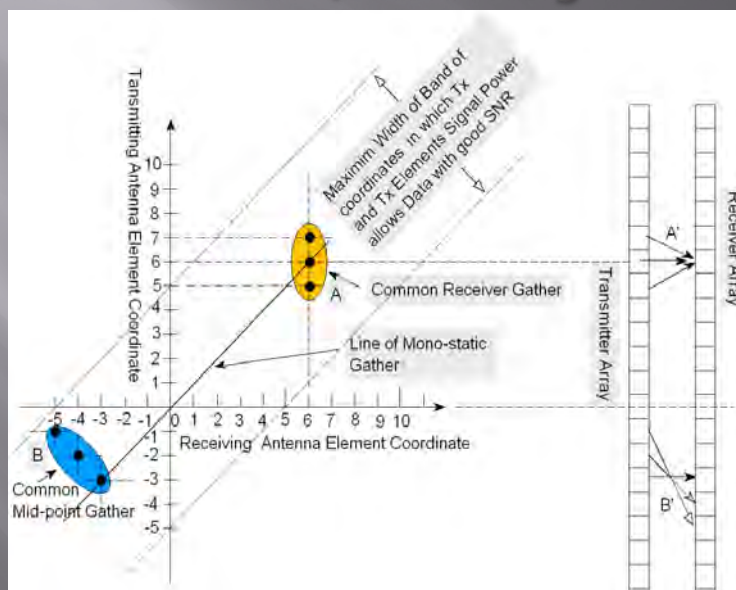 Tansmitting Antenna Element Coordinate
Maximim Width of Band of
coordinates in which Tx
and Tx Elements Signal Power
allows Data with good SNR
10
9
8
7
6
5
4
3
2
1
A
Common Receiver Gather
Line of Mono-static
Gather
-5 -4 -3 0 1 2 3 4 5 6 7 8 9 10
Receiving Antenna Element Coordinate
-1
-2
-3
-4
-5
B
Common
Mid-point Gather
Transmitter Array
Receiver Array
A'
B'